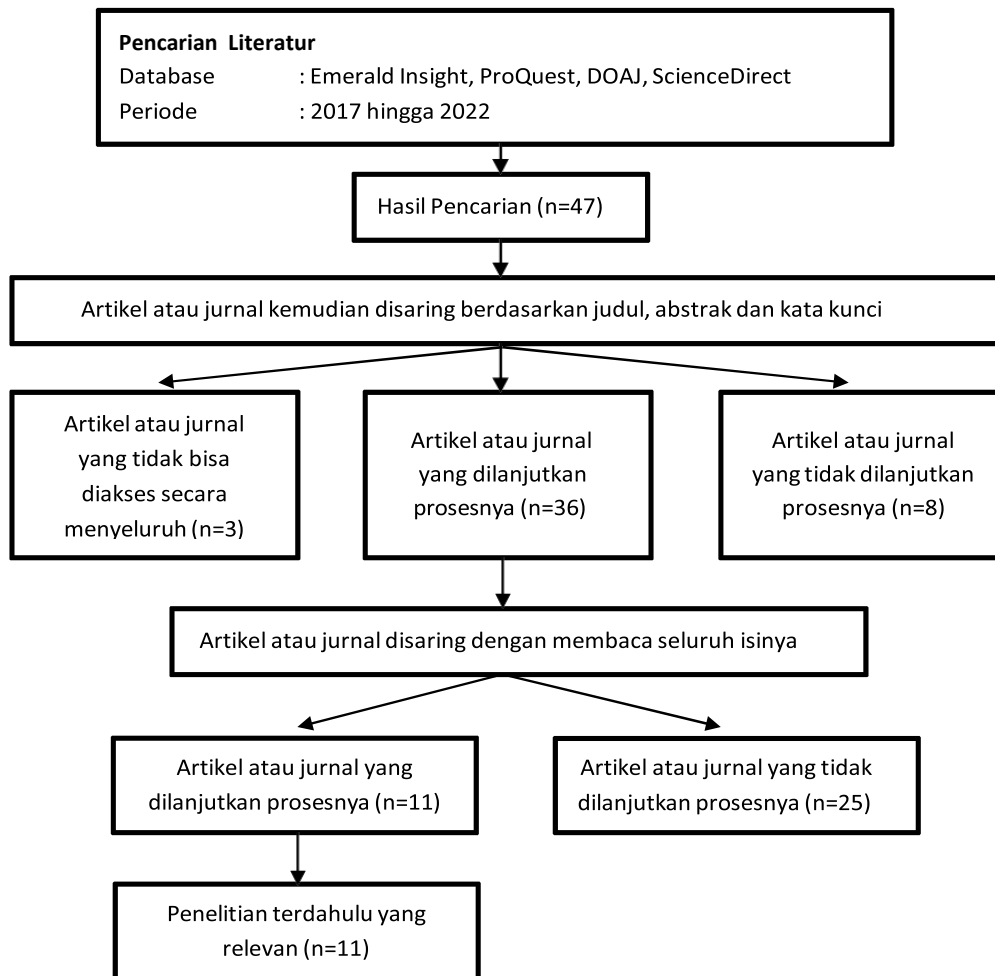 Pencarian Literatur
Database : Emerald Insight, ProQuest, DOAJ, ScienceDirect
Periode : 2017 hingga 2022
Hasil Pencarian (n=47)
Artikel atau jurnal kemudian disaring berdasarkan judul, abstrak dan kata kunci
Artikel atau jurnal
yang tidak bisa
diakses secara
menyeluruh (n=3)
Artikel atau jurnal
yang dilanjutkan
prosesnya (n=36)
Artikel atau jurnal
yang tidak dilanjutkan
prosesnya (n=8)
Artikel atau jurnal disaring dengan membaca seluruh isinya
Artikel atau jurnal yang
dilanjutkan prosesnya (n=11)
Artikel atau jurnal yang tidak
dilanjutkan prosesnya (n=25)
Penelitian terdahulu yang
relevan (n=11)